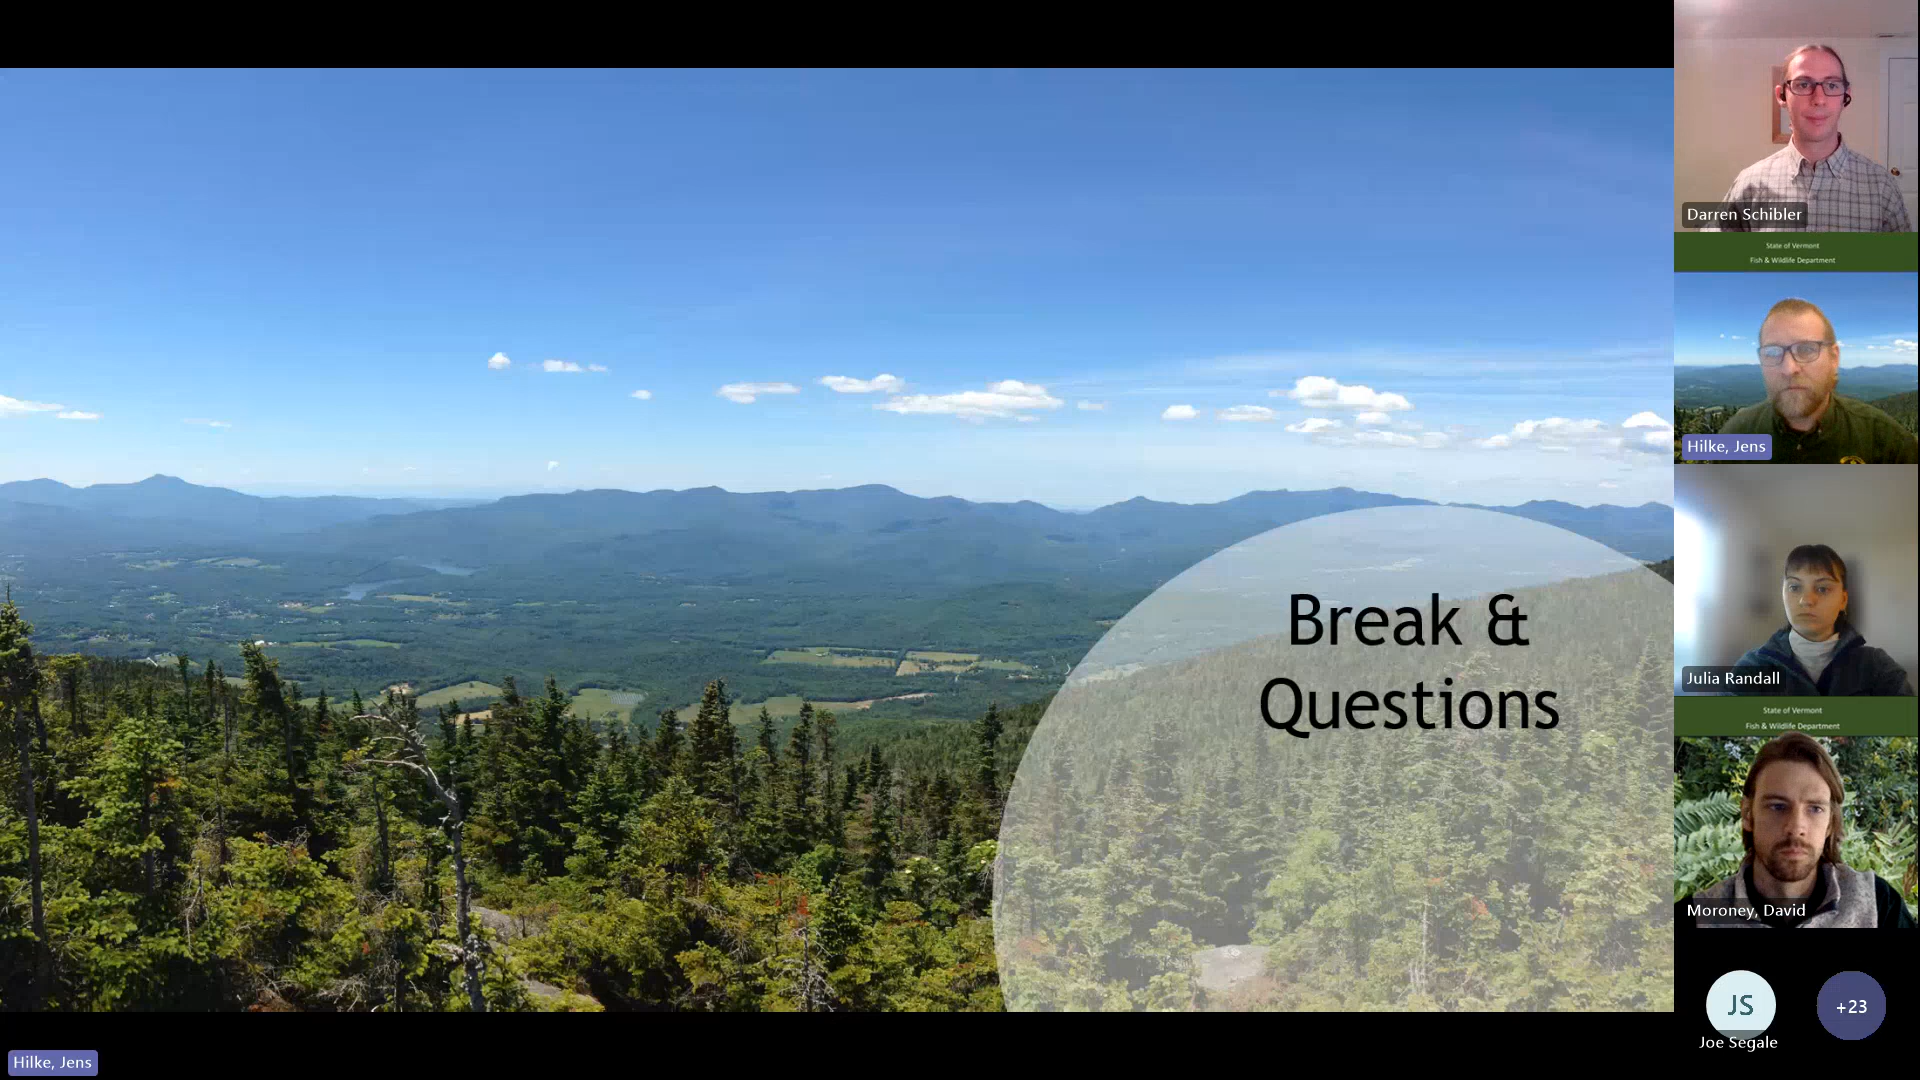 Break &
Questions
Darren Schibler
State of Vermont
Fish & Wildlife Department
Hilke, Jens
Julia Randall
State of Vermont
Fish & Wildlife Department
Moroney, David
JS
Joe Segale
+23
Hilke, Jens